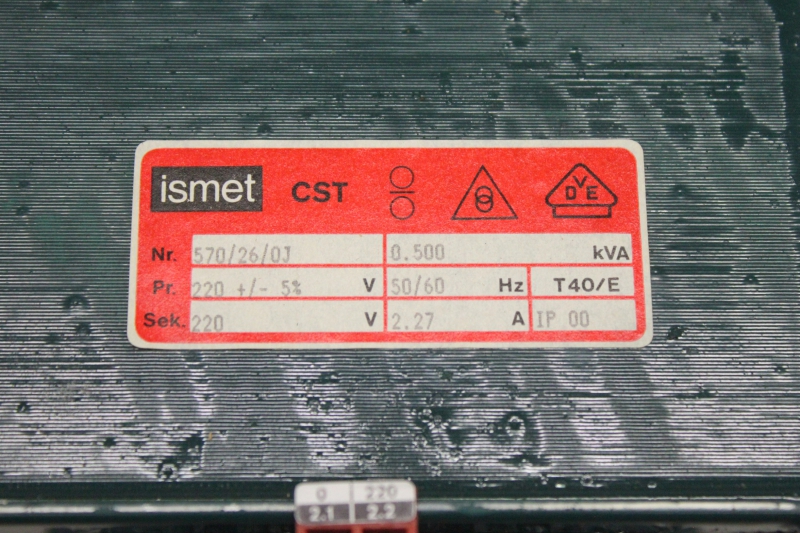 ismet CST
DVE
Nr. 570/26/0J 0.500 kVA
Pr. 220 +/- 5% V 50/60 Hz T40/E
Sek. 220 V 2.27 A IP 00
0 220
2.1 2.2